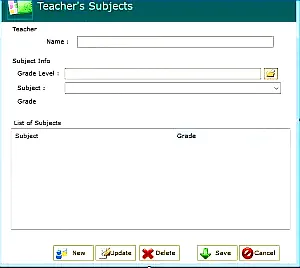 Teacher's Subjects
Teacher
Name :
Subject Info
Grade Level :
Subject :
Grade
List of Subjects
Subject Grade
New Update Delete Save Cancel